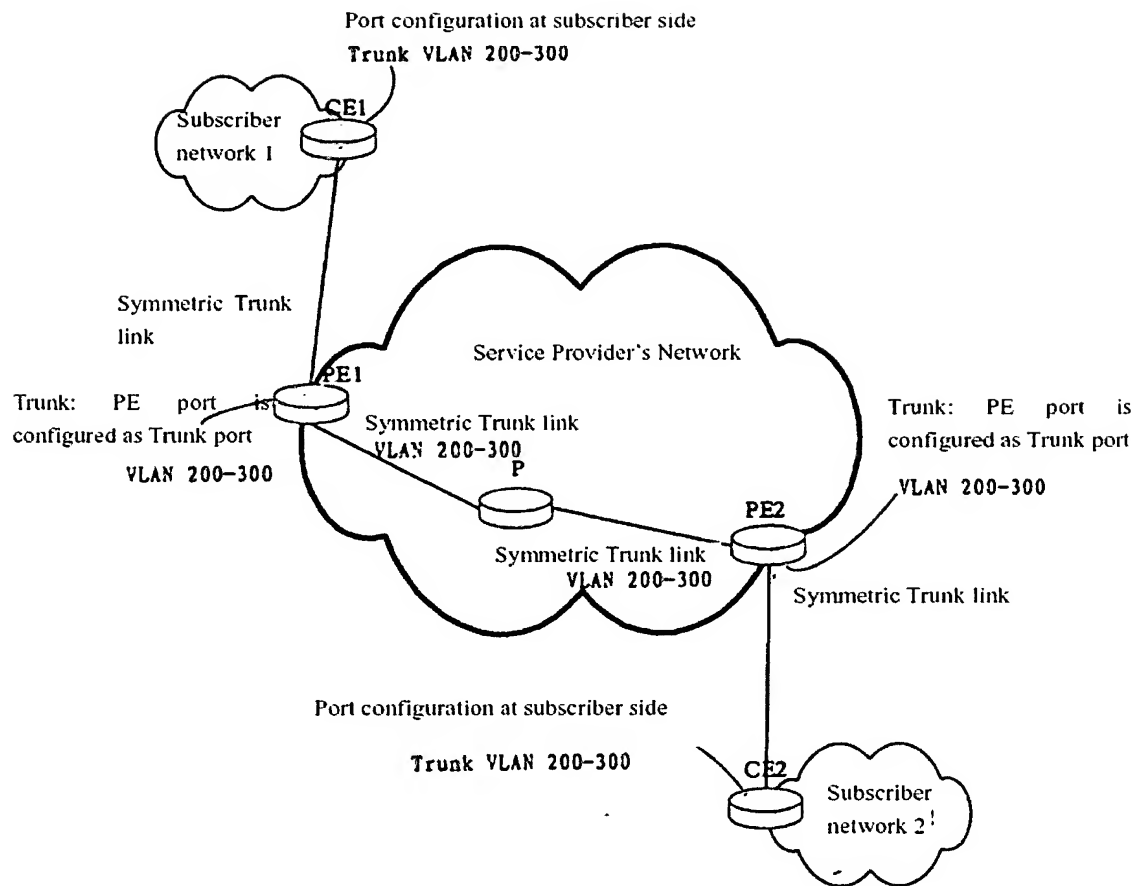 Port configuration at subscriber side
Trunk VLAN 200-300
CE1
Subscriber
network 1
Symmetric Trunk
link
Service Provider's Network
PE1
Trunk: PE port is
configured as Trunk port
VLAN 200-300
Symmetric Trunk link
VLAN 200-300
P
Trunk: PE port is
configured as Trunk port
VLAN 200-300
PE2
Symmetric Trunk link
VLAN 200-300
Symmetric Trunk link
Port configuration at subscriber side
Trunk VLAN 200-300
CE2
Subscriber
network 2